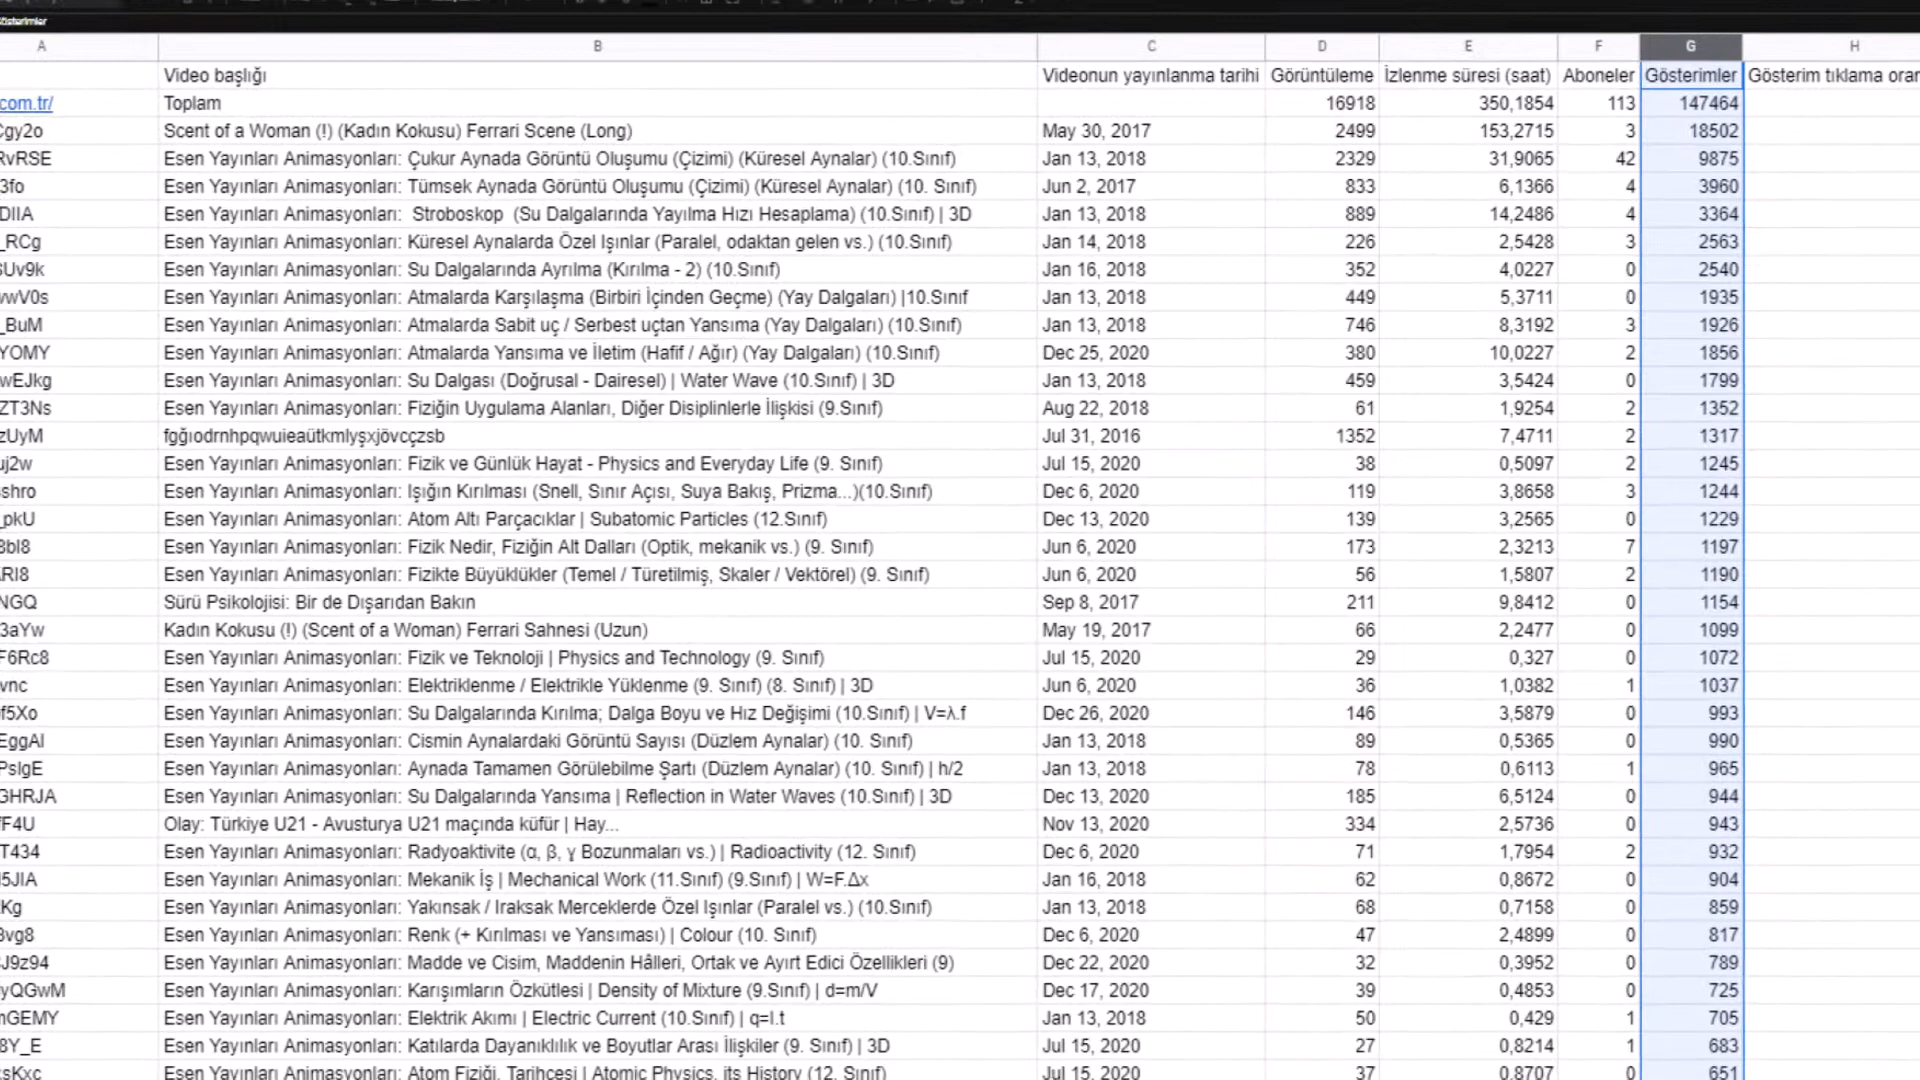 Gösterimler
A B C D E F G H
Video başlığı Videonun yayınlanma tarihi Görüntüleme İzlenme süresi (saat) Aboneler Gösterimler Gösterim tıklama oran
com.tr/ Toplam 16918 350,1854 113 147464
Cgy2o Scent of a Woman (!) (Kadın Kokusu) Ferrari Scene (Long) May 30, 2017 2499 153,2715 3 18502
RvRSE Esen Yayınları Animasyonları: Çukur Aynada Görüntü Oluşumu (Çizimi) (Küresel Aynalar) (10.Sınıf) Jan 13, 2018 2329 31,9065 42 9875
3fo Esen Yayınları Animasyonları: Tümsek Aynada Görüntü Oluşumu (Çizimi) (Küresel Aynalar) (10. Sınıf) Jun 2, 2017 833 6,1366 4 3960
DIIA Esen Yayınları Animasyonları:  Stroboskop  (Su Dalgalarında Yayılma Hızı Hesaplama) (10.Sınıf) | 3D Jan 13, 2018 889 14,2486 4 3364
_RCg Esen Yayınları Animasyonları: Küresel Aynalarda Özel Işınlar (Paralel, odaktan gelen vs.) (10.Sınıf) Jan 14, 2018 226 2,5428 3 2563
SUv9k Esen Yayınları Animasyonları: Su Dalgalarında Ayrılma (Kırılma - 2) (10.Sınıf) Jan 16, 2018 352 4,0227 0 2540
wwV0s Esen Yayınları Animasyonları: Atmalarda Karşılaşma (Birbiri İçinden Geçme) (Yay Dalgaları) |10.Sınıf Jan 13, 2018 449 5,3711 0 1935
_BuM Esen Yayınları Animasyonları: Atmalarda Sabit uç / Serbest uçtan Yansıma (Yay Dalgaları) (10.Sınıf) Jan 13, 2018 746 8,3192 3 1926
YOMY Esen Yayınları Animasyonları: Atmalarda Yansıma ve İletim (Hafif / Ağır) (Yay Dalgaları) (10.Sınıf) Dec 25, 2020 380 10,0227 2 1856
wEJkg Esen Yayınları Animasyonları: Su Dalgası (Doğrusal - Dairesel) | Water Wave (10.Sınıf) | 3D Jan 13, 2018 459 3,5424 0 1799
ZT3Ns Esen Yayınları Animasyonları: Fiziğin Uygulama Alanları, Diğer Disiplinlerle İlişkisi (9.Sınıf) Aug 22, 2018 61 1,9254 2 1352
zUyM fgğıodrnhpqwuieaütkmlyşxjövcçzsb Jul 31, 2016 1352 7,4711 2 1317
uj2w Esen Yayınları Animasyonları: Fizik ve Günlük Hayat - Physics and Everyday Life (9. Sınıf) Jul 15, 2020 38 0,5097 2 1245
shro Esen Yayınları Animasyonları: Işığın Kırılması (Snell, Sınır Açısı, Suya Bakış, Prizma...)(10.Sınıf) Dec 6, 2020 119 3,8658 3 1244
_pkU Esen Yayınları Animasyonları: Atom Altı Parçacıklar | Subatomic Particles (12.Sınıf) Dec 13, 2020 139 3,2565 0 1229
3bI8 Esen Yayınları Animasyonları: Fizik Nedir, Fiziğin Alt Dalları (Optik, mekanik vs.) (9. Sınıf) Jun 6, 2020 173 2,3213 7 1197
RI8 Esen Yayınları Animasyonları: Fizikte Büyüklükler (Temel / Türetilmiş, Skaler / Vektörel) (9. Sınıf) Jun 6, 2020 56 1,5807 2 1190
NGQ Sürü Psikolojisi: Bir de Dışarıdan Bakın Sep 8, 2017 211 9,8412 0 1154
3aYw Kadın Kokusu (!) (Scent of a Woman) Ferrari Sahnesi (Uzun) May 19, 2017 66 2,2477 0 1099
F6Rc8 Esen Yayınları Animasyonları: Fizik ve Teknoloji | Physics and Technology (9. Sınıf) Jul 15, 2020 29 0,327 0 1072
vnc Esen Yayınları Animasyonları: Elektriklenme / Elektrikle Yüklenme (9. Sınıf) (8. Sınıf) | 3D Jun 6, 2020 36 1,0382 1 1037
f5Xo Esen Yayınları Animasyonları: Su Dalgalarında Kırılma; Dalga Boyu ve Hız Değişimi (10.Sınıf) | V=λ.f Dec 26, 2020 146 3,5879 0 993
EggAI Esen Yayınları Animasyonları: Cismin Aynalardaki Görüntü Sayısı (Düzlem Aynalar) (10. Sınıf) Jan 13, 2018 89 0,5365 0 990
PsIgE Esen Yayınları Animasyonları: Aynada Tamamen Görülebilme Şartı (Düzlem Aynalar) (10. Sınıf) | h/2 Jan 13, 2018 78 0,6113 1 965
GHRJA Esen Yayınları Animasyonları: Su Dalgalarında Yansıma | Reflection in Water Waves (10.Sınıf) | 3D Dec 13, 2020 185 6,5124 0 944
F4U Olay: Türkiye U21 - Avusturya U21 maçında küfür | Hay... Nov 13, 2020 334 2,5736 0 943
T434 Esen Yayınları Animasyonları: Radyoaktivite (α, β, γ Bozunmaları vs.) | Radioactivity (12. Sınıf) Dec 6, 2020 71 1,7954 2 932
l5JIA Esen Yayınları Animasyonları: Mekanik İş | Mechanical Work (11.Sınıf) (9.Sınıf) | W=F.Δx Jan 16, 2018 62 0,8672 0 904
Kg Esen Yayınları Animasyonları: Yakınsak / Iraksak Merceklerde Özel Işınlar (Paralel vs.) (10.Sınıf) Jan 13, 2018 68 0,7158 0 859
3vg8 Esen Yayınları Animasyonları: Renk (+ Kırılması ve Yansıması) | Colour (10. Sınıf) Dec 6, 2020 47 2,4899 0 817
J9z94 Esen Yayınları Animasyonları: Madde ve Cisim, Maddenin Hâlleri, Ortak ve Ayırt Edici Özellikleri (9) Dec 22, 2020 32 0,3952 0 789
yQGwM Esen Yayınları Animasyonları: Karışımların Özkütlesi | Density of Mixture (9.Sınıf) | d=m/V Dec 17, 2020 39 0,4853 0 725
mGEMY Esen Yayınları Animasyonları: Elektrik Akımı | Electric Current (10.Sınıf) | q=I.t Jan 13, 2018 50 0,429 1 705
8Y_E Esen Yayınları Animasyonları: Katılarda Dayanıklılık ve Boyutlar Arası İlişkiler (9. Sınıf) | 3D Jul 15, 2020 27 0,8214 1 683
sKxc Esen Yayınları Animasyonları: Atom Fiziği, Tarihçesi | Atomic Physics, its History (12. Sınıf) Jul 15, 2020 37 0,8707 0 651